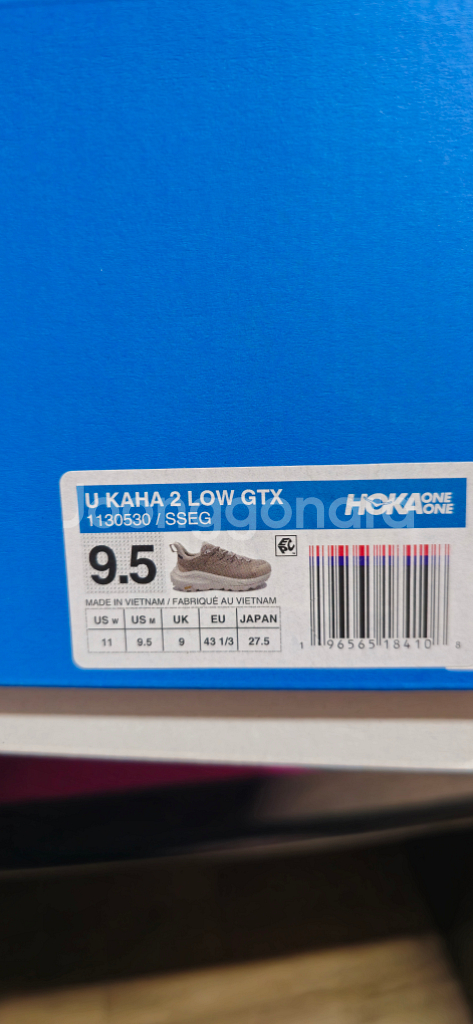 U KAHA 2 LOW GTX
1130530 / SSEG
HOKA ONE ONE
9.5
MADE IN VIETNAM / FABRIQUÉ AU VIETNAM
US W US M UK EU JAPAN
11 9.5 9 43 1/3 27.5
1 96565 18410 8
Joonggonara